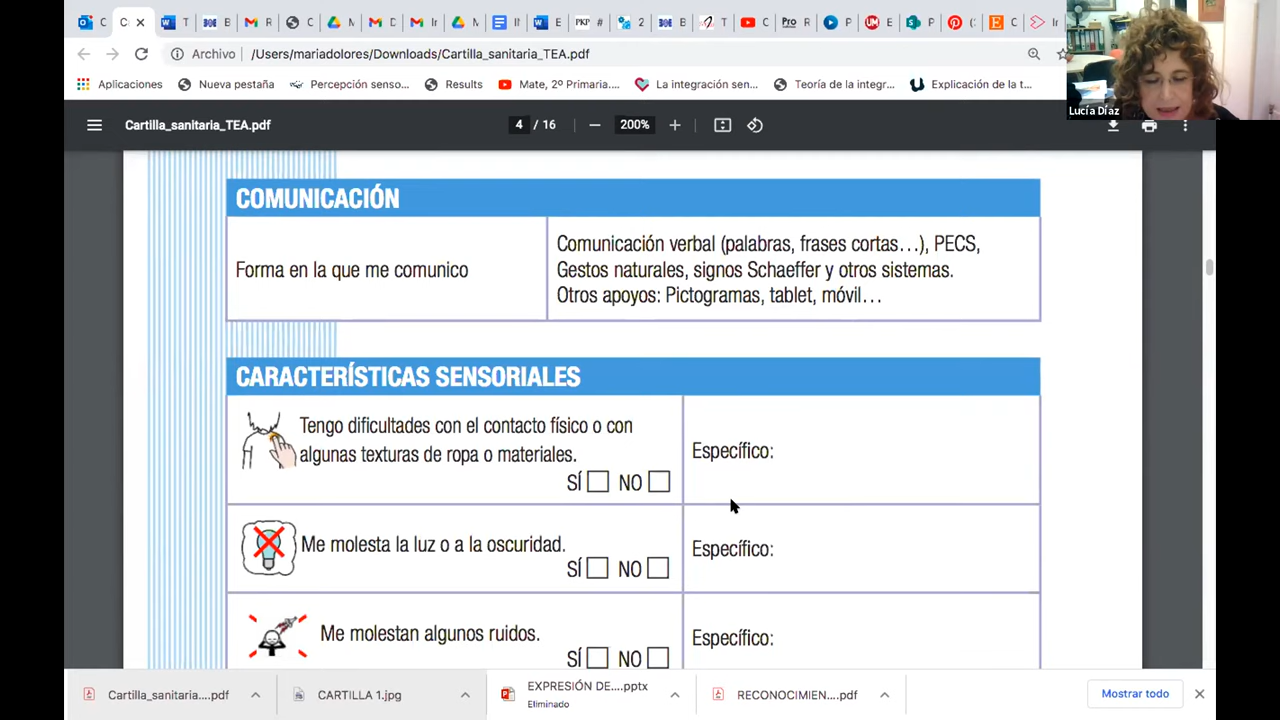 Archivo
/Users/mariadolores/Downloads/Cartilla_sanitaria_TEA.pdf
Aplicaciones
Nueva pestaña
Percepción senso...
Results
Mate, 2º Primaria....
La integración sen...
Teoría de la integr...
Explicación de la t...
Lucía Díaz
Cartilla_sanitaria_TEA.pdf
4 / 16
200%
COMUNICACIÓN
Forma en la que me comunico
Comunicación verbal (palabras, frases cortas…), PECS,
Gestos naturales, signos Schaeffer y otros sistemas.
Otros apoyos: Pictogramas, tablet, móvil…
CARACTERÍSTICAS SENSORIALES
Tengo dificultades con el contacto físico o con
algunas texturas de ropa o materiales.
SÍ NO
Específico:
Me molesta la luz o a la oscuridad.
SÍ NO
Específico:
Me molestan algunos ruidos.
SÍ NO
Específico:
Cartilla_sanitaria....pdf
CARTILLA 1.jpg
EXPRESIÓN DE....pptx
Eliminado
RECONOCIMIEN....pdf
Mostrar todo